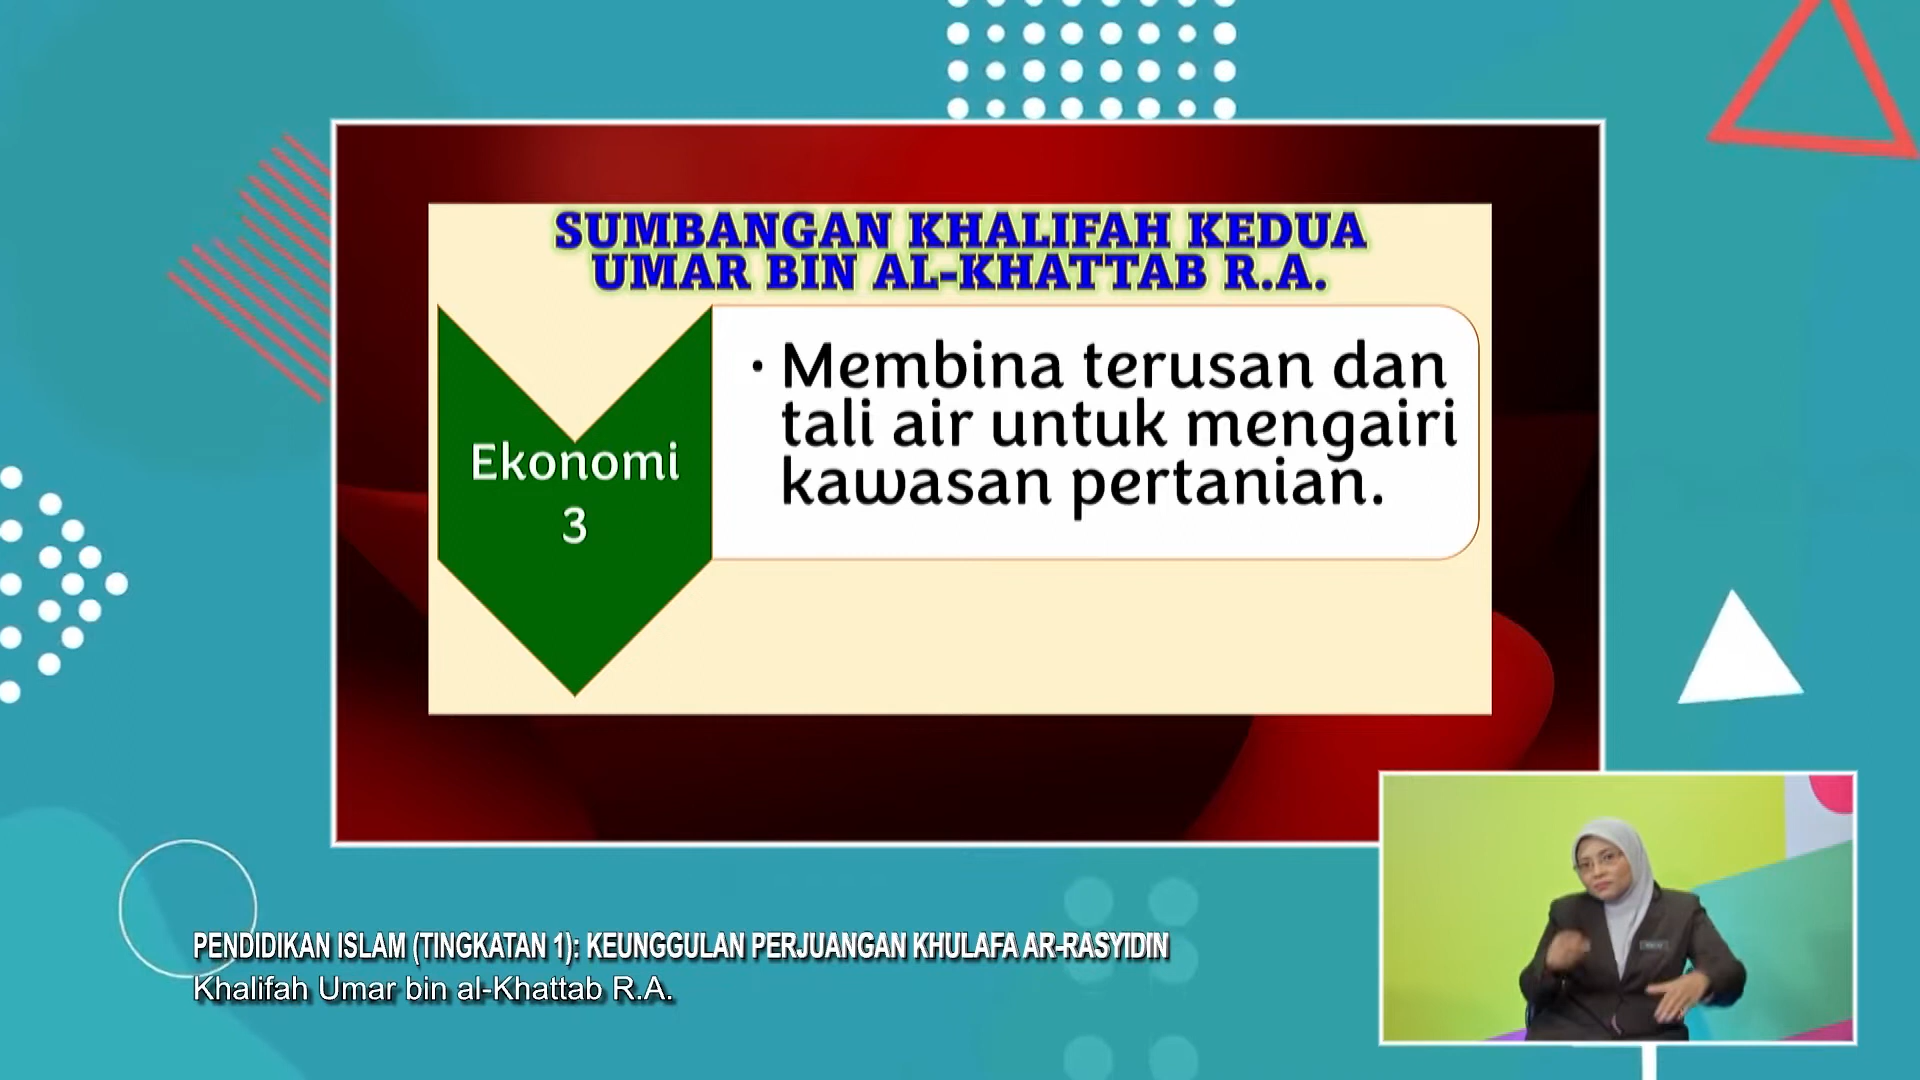 SUMBANGAN KHALIFAH KEDUA
UMAR BIN AL-KHATTAB R.A.
Ekonomi
3
• Membina terusan dan
tali air untuk mengairi
kawasan pertanian.
PENDIDIKAN ISLAM (TINGKATAN 1): KEUNGGULAN PERJUANGAN KHULAFA AR-RASYIDIN
Khalifah Umar bin al-Khattab R.A.